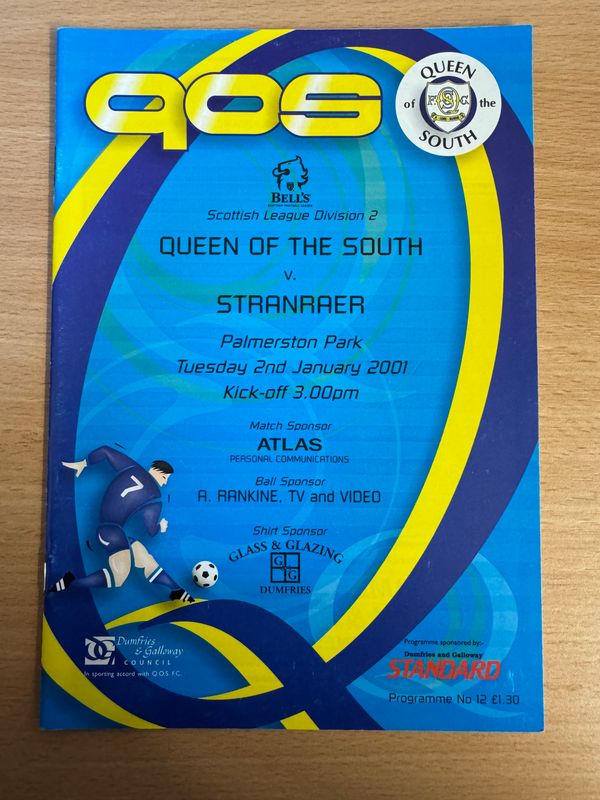 qos
QUEEN
of the
SOUTH
BELL'S
Scottish League Division 2
QUEEN OF THE SOUTH
v.
STRANRAER
Palmerston Park
Tuesday 2nd January 2001
Kick-off 3.00pm
Match Sponsor
ATLAS
PERSONAL COMMUNICATIONS
Ball Sponsor
A. RANKINE, TV and VIDEO
Shirt Sponsor
GLASS & GLAZING
G G
DUMFRIES
7
Dumfries
& Galloway
COUNCIL
In sporting accord with Q.O.S. F.C.
Programme sponsored by:-
Dumfries and Galloway
STANDARD
Programme No 12 £1.30